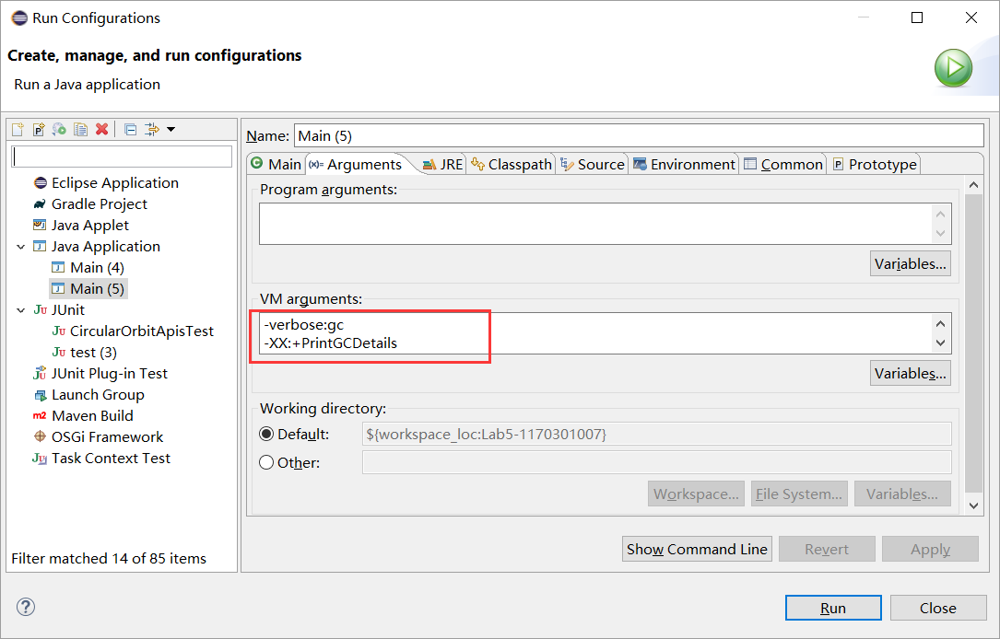 Run Configurations
Create, manage, and run configurations
Run a Java application
Eclipse Application
Gradle Project
Java Applet
Java Application
Main (4)
Main (5)
JUnit
CircularOrbitApisTest
test (3)
JUnit Plug-in Test
Launch Group
Maven Build
OSGi Framework
Task Context Test
Filter matched 14 of 85 items
Name: Main (5)
Main Arguments JRE Classpath Source Environment Common Prototype
Program arguments:
Variables...
VM arguments:
-verbose:gc
-XX:+PrintGCDetails
Variables...
Working directory:
Default: ${workspace_loc:Lab5-1170301007}
Other:
Workspace... File System... Variables...
Show Command Line Revert Apply
Run Close